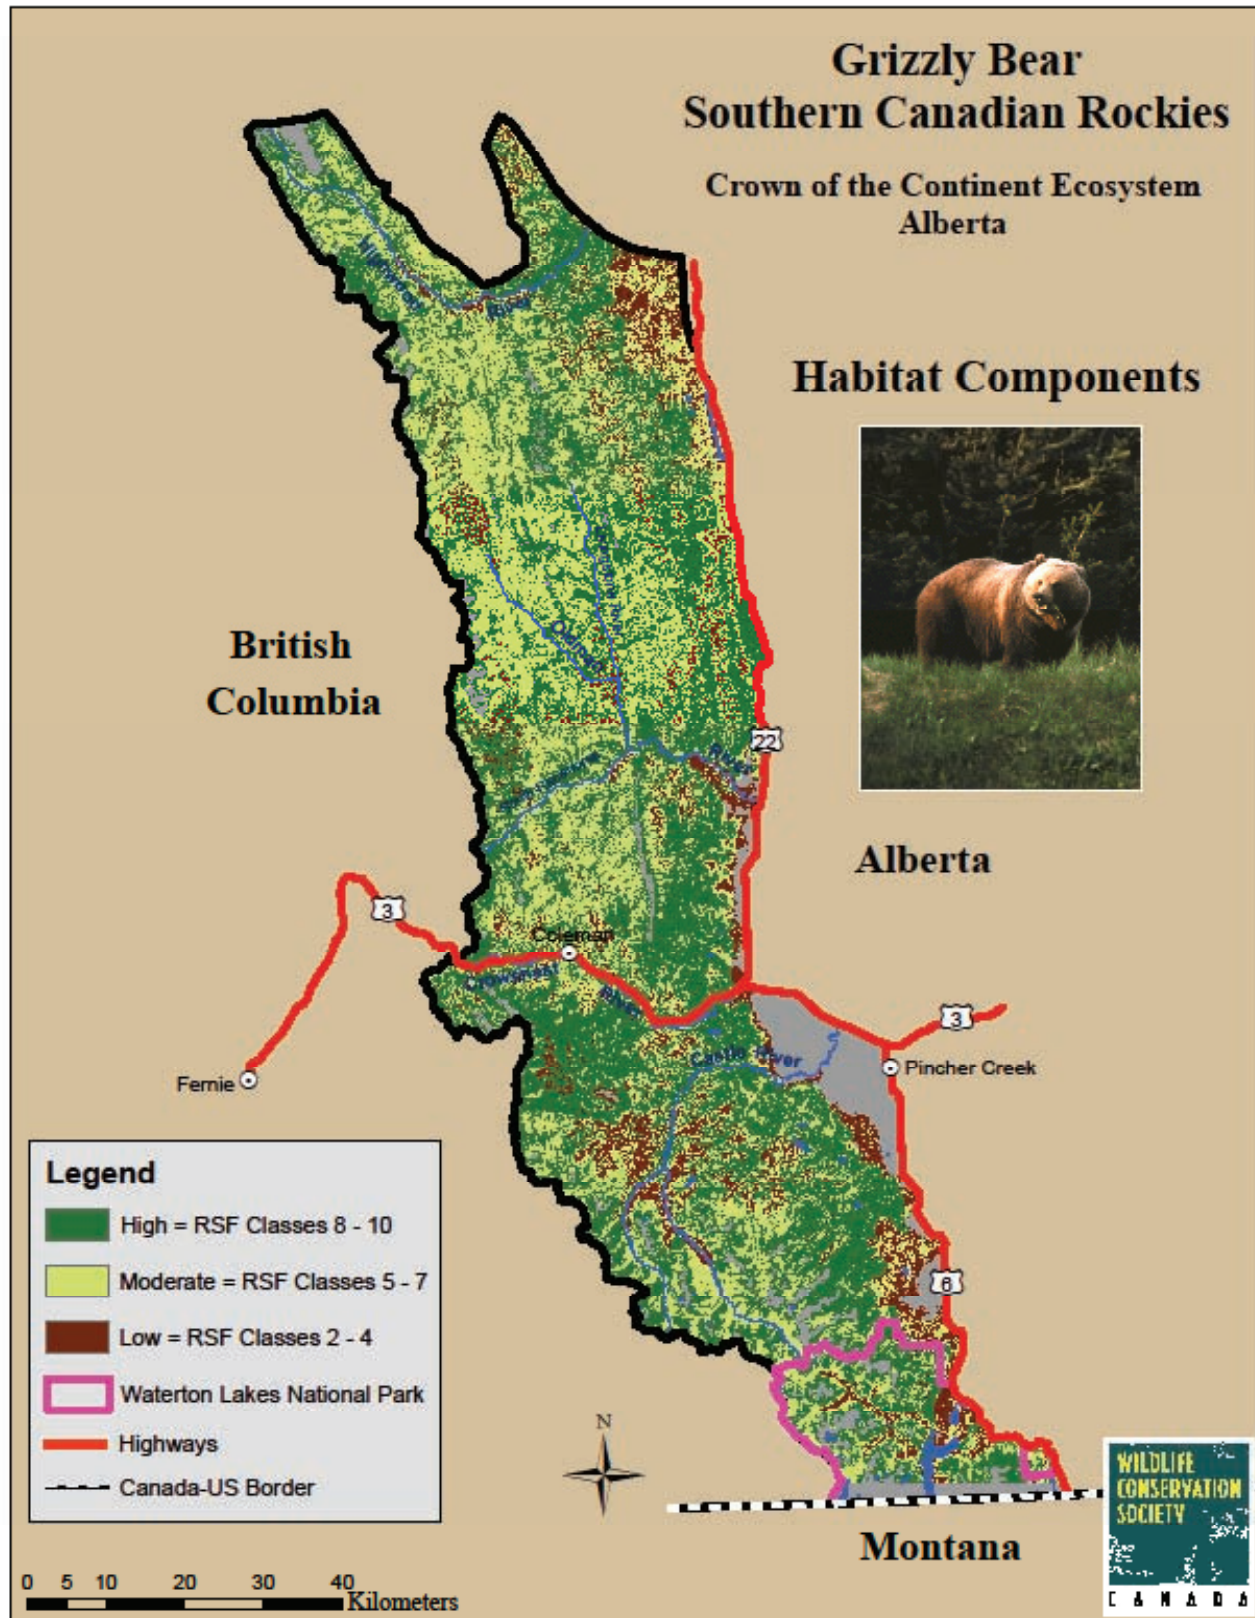 Grizzly Bear
Southern Canadian Rockies
Crown of the Continent Ecosystem
Alberta
Habitat Components
River
British
Columbia
River
22
Alberta
3
Coleman
Crowsnest
River
3
Castle River
Pincher Creek
Fernie
Legend
High = RSF Classes 8 - 10
Moderate = RSF Classes 5 - 7
Low = RSF Classes 2 - 4
Waterton Lakes National Park
Highways
Canada-US Border
6
N
Montana
WILDLIFE
CONSERVATION
SOCIETY
CANADA
0 5 10 20 30 40
Kilometers